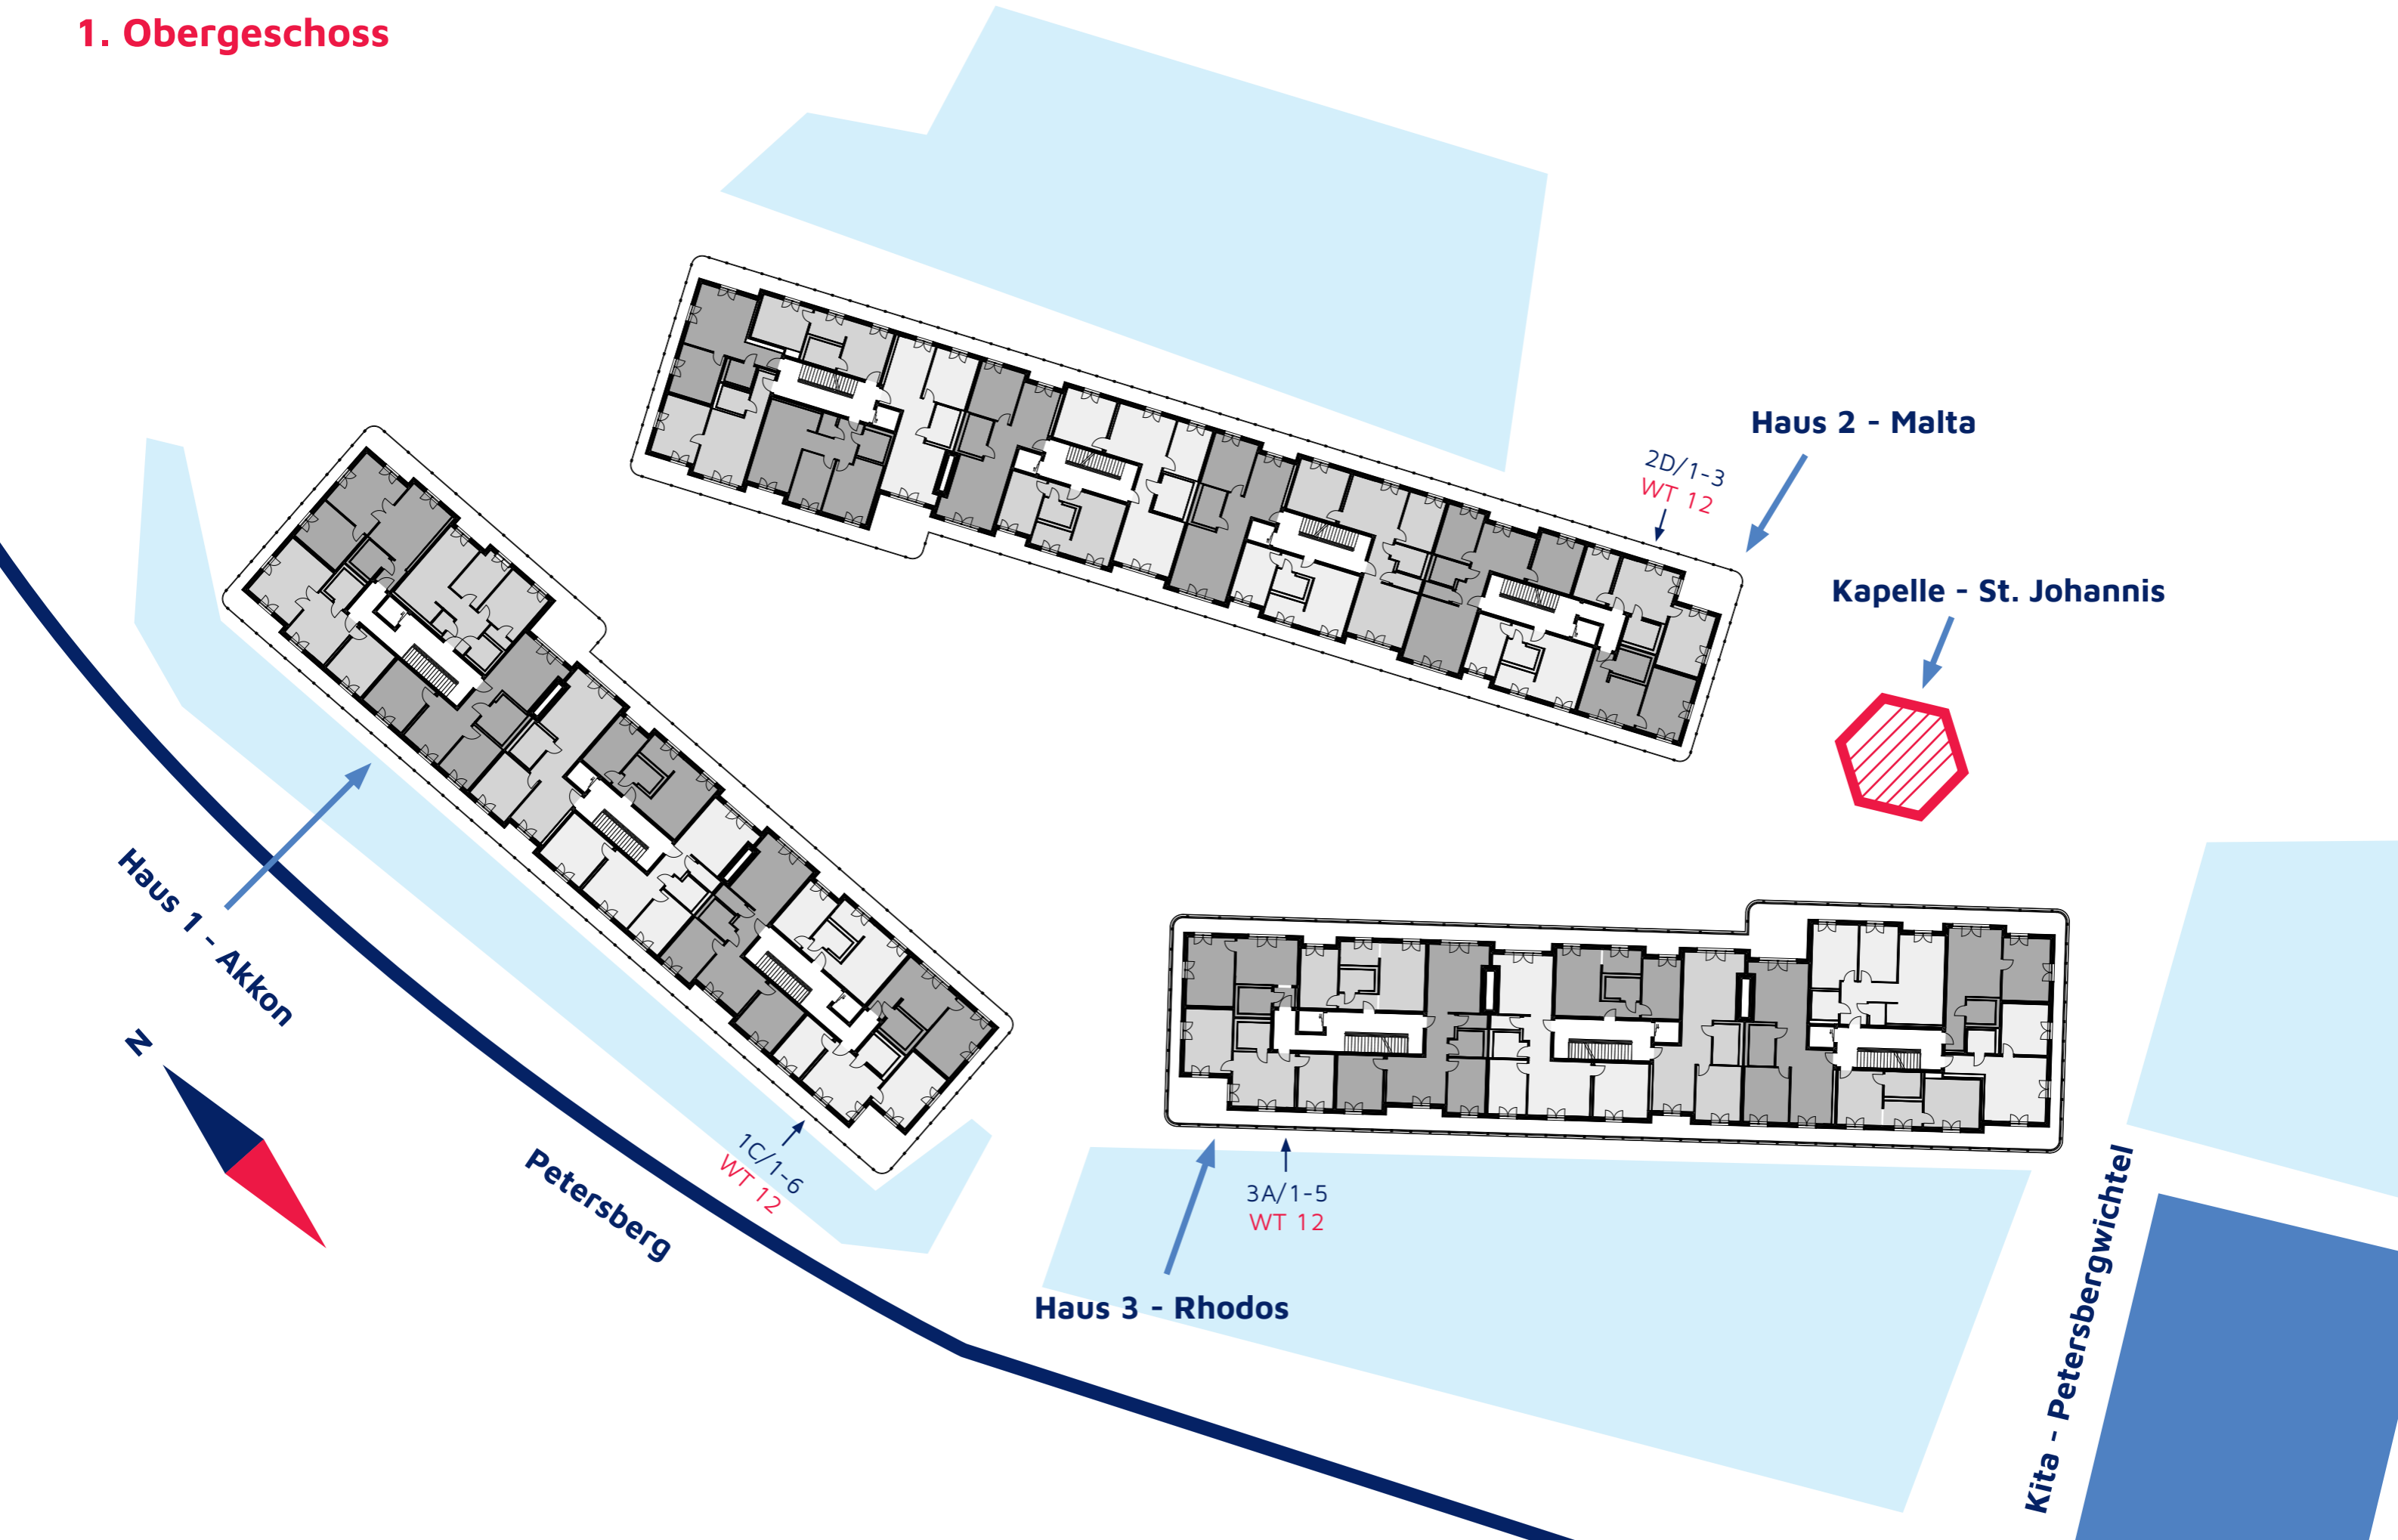 1. Obergeschoss
Haus 2 - Malta
2D/1-3
WT 12
Kapelle - St. Johannis
Haus 1 - Akkon
N
1C/1-6
WT 12
Petersberg
3A/1-5
WT 12
Haus 3 - Rhodos
Kita - Petersbergwichtel